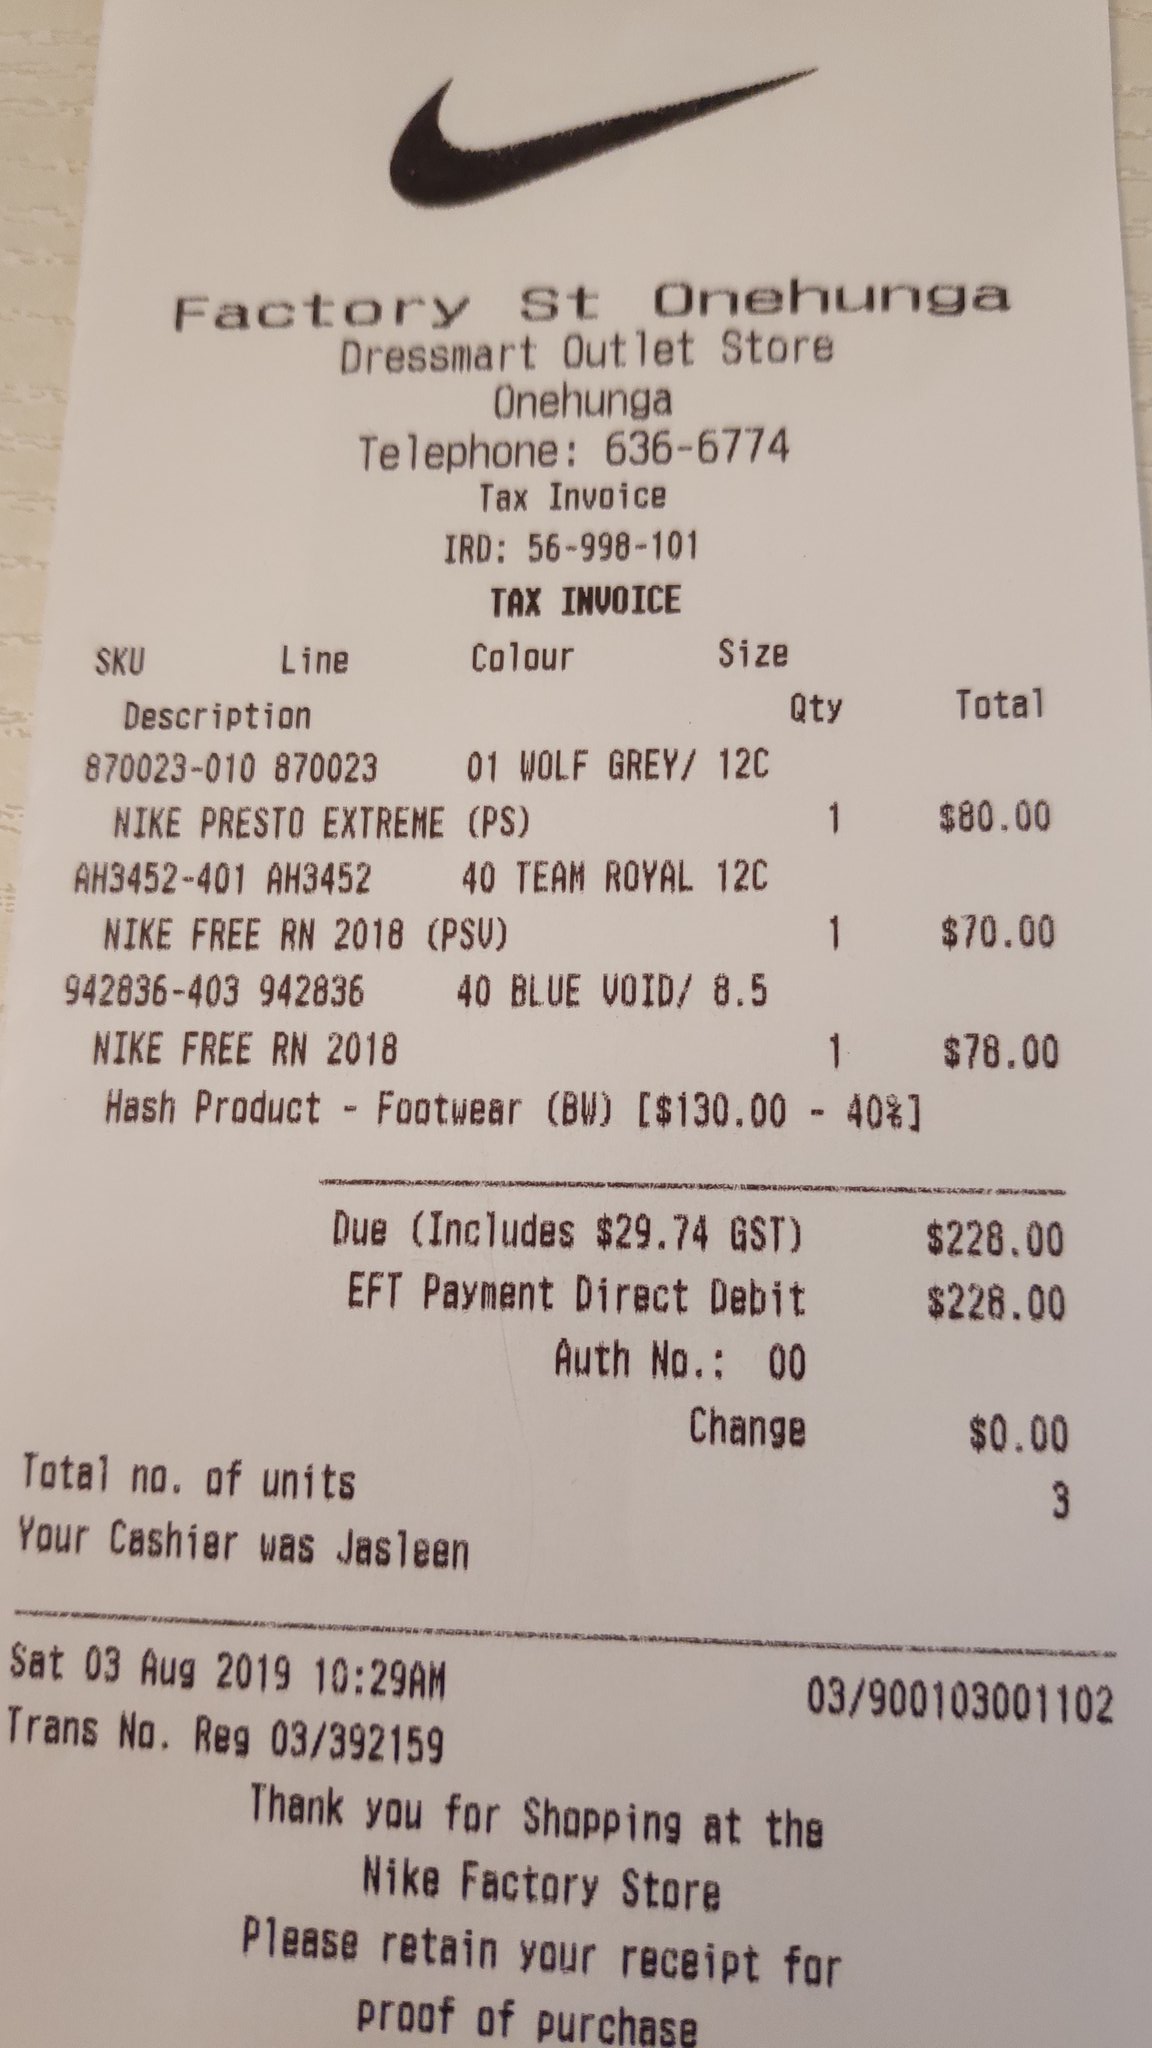 Factory St Onehunga
Dressmart Outlet Store
Onehunga
Telephone: 636-6774
Tax Invoice
IRD: 56-998-101
TAX INVOICE
SKU Line Colour Size
Description Qty Total
870023-010 870023 01 WOLF GREY/ 12C
NIKE PRESTO EXTREME (PS) 1 $80.00
AH3452-401 AH3452 40 TEAM ROYAL 12C
NIKE FREE RN 2018 (PSV) 1 $70.00
942836-403 942836 40 BLUE VOID/ 8.5
NIKE FREE RN 2018 1 $78.00
Hash Product - Footwear (BW) [$130.00 - 40%]
Due (Includes $29.74 GST) $228.00
EFT Payment Direct Debit $228.00
Auth No.: 00
Change $0.00
Total no. of units 3
Your Cashier was Jasleen
Sat 03 Aug 2019 10:29AM 03/900103001102
Trans No. Reg 03/392159
Thank you for Shopping at the
Nike Factory Store
Please retain your receipt for
proof of purchase